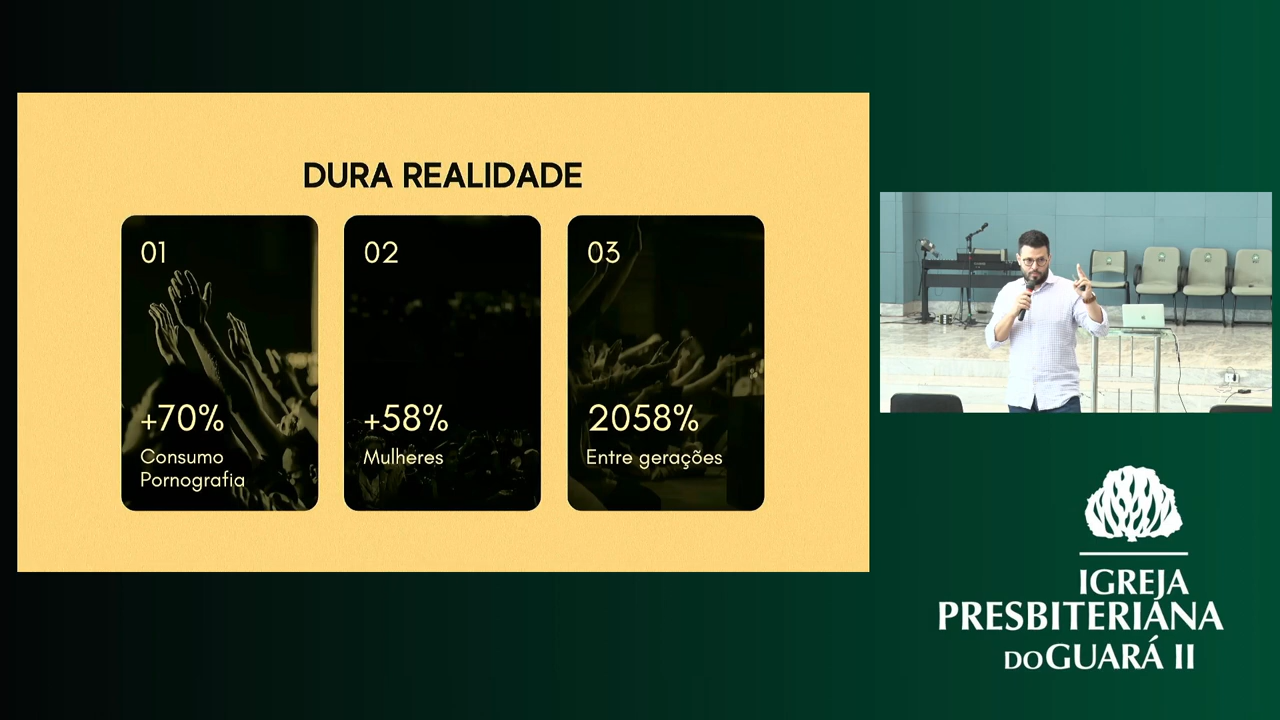 DURA REALIDADE
01
+70%
Consumo
Pornografia
02
+58%
Mulheres
03
2058%
Entre gerações
IGREJA
PRESBITERIANA
DO GUARÁ II